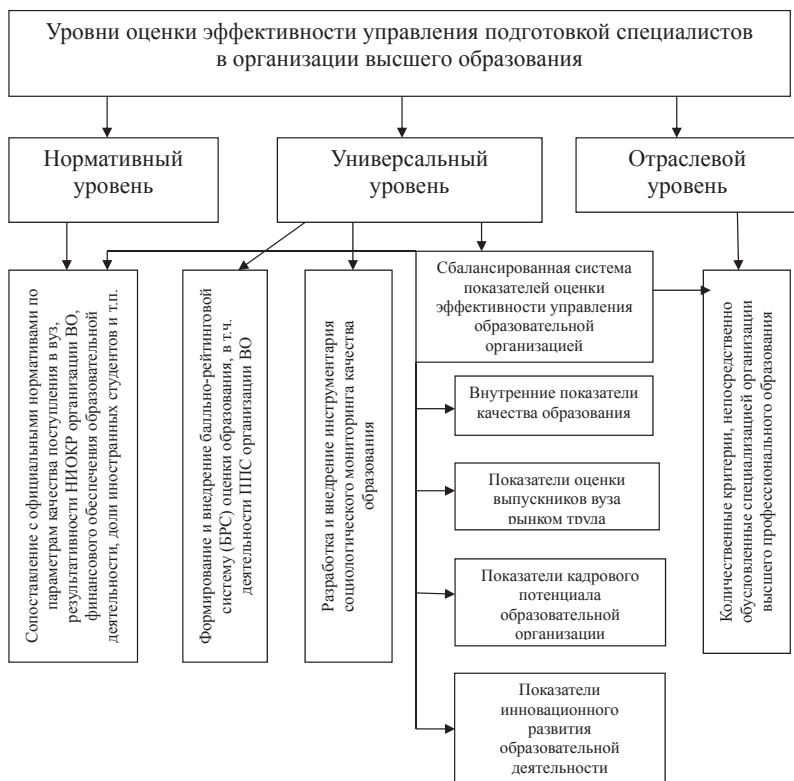 Уровни оценки эффективности управления подготовкой специалистов
в организации высшего образования
Нормативный
уровень
Универсальный
уровень
Отраслевой
уровень
Сопоставление с официальными нормативами по
параметрам качества поступления в вуз,
результативности НИОКР организации ВО,
финансового обеспечения образовательной
деятельности, доли иностранных студентов и т.п.
Формирование и внедрение балльно-рейтинговой
систему (БРС) оценки образования, в т.ч.
деятельности ППС организации ВО
Разработка и внедрение инструментария
социологического мониторинга качества
образования
Сбалансированная система
показателей оценки
эффективности управления
образовательной
организацией
Внутренние показатели
качества образования
Показатели оценки
выпускников вуза
рынком труда
Показатели кадрового
потенциала
образовательной
организации
Показатели
инновационного
развития
образовательной
деятельности
Количественные критерии, непосредственно
обусловленные специализацией организации
высшего профессионального образования